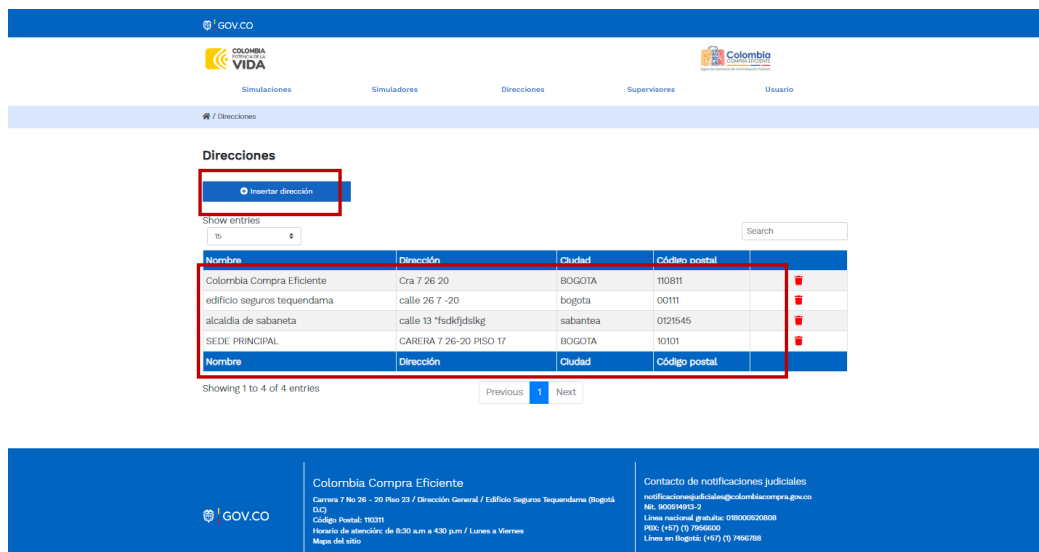 GOV.CO
COLOMBIA
POTENCIA DE LA
VIDA
Colombia
COMPRA EFICIENTE
Agencia Nacional de Contratación Pública
Simulaciones Simuladores Direcciones Supervisores Usuario
/ Direcciones
Direcciones
Insertar dirección
Show entries
15
Search
Nombre Dirección Ciudad Código postal
Colombia Compra Eficiente Cra 7 26 20 BOGOTA 110811
edificio seguros tequendama calle 26 7 -20 bogota 00111
alcaldia de sabaneta calle 13 "fsdkfjdslkg sabantea 0121545
SEDE PRINCIPAL CARERA 7 26-20 PISO 17 BOGOTA 10101
Nombre Dirección Ciudad Código postal
Showing 1 to 4 of 4 entries
Previous 1 Next
GOV.CO
Colombia Compra Eficiente
Carrera 7 No 26 - 20 Piso 23 / Dirección General / Edificio Seguros Tequendama (Bogotá
D.C)
Código Postal: 110311
Horario de atención: de 8:30 a.m a 430 p.m / Lunes a Viernes
Mapa del sitio
Contacto de notificaciones judiciales
notificacionesjudiciales@colombiacompra.gov.co
Nit. 900514913-2
Línea nacional gratuita: 018000520808
PBX: (+57) (1) 7956600
Línea en Bogotá: (+57) (1) 7456788